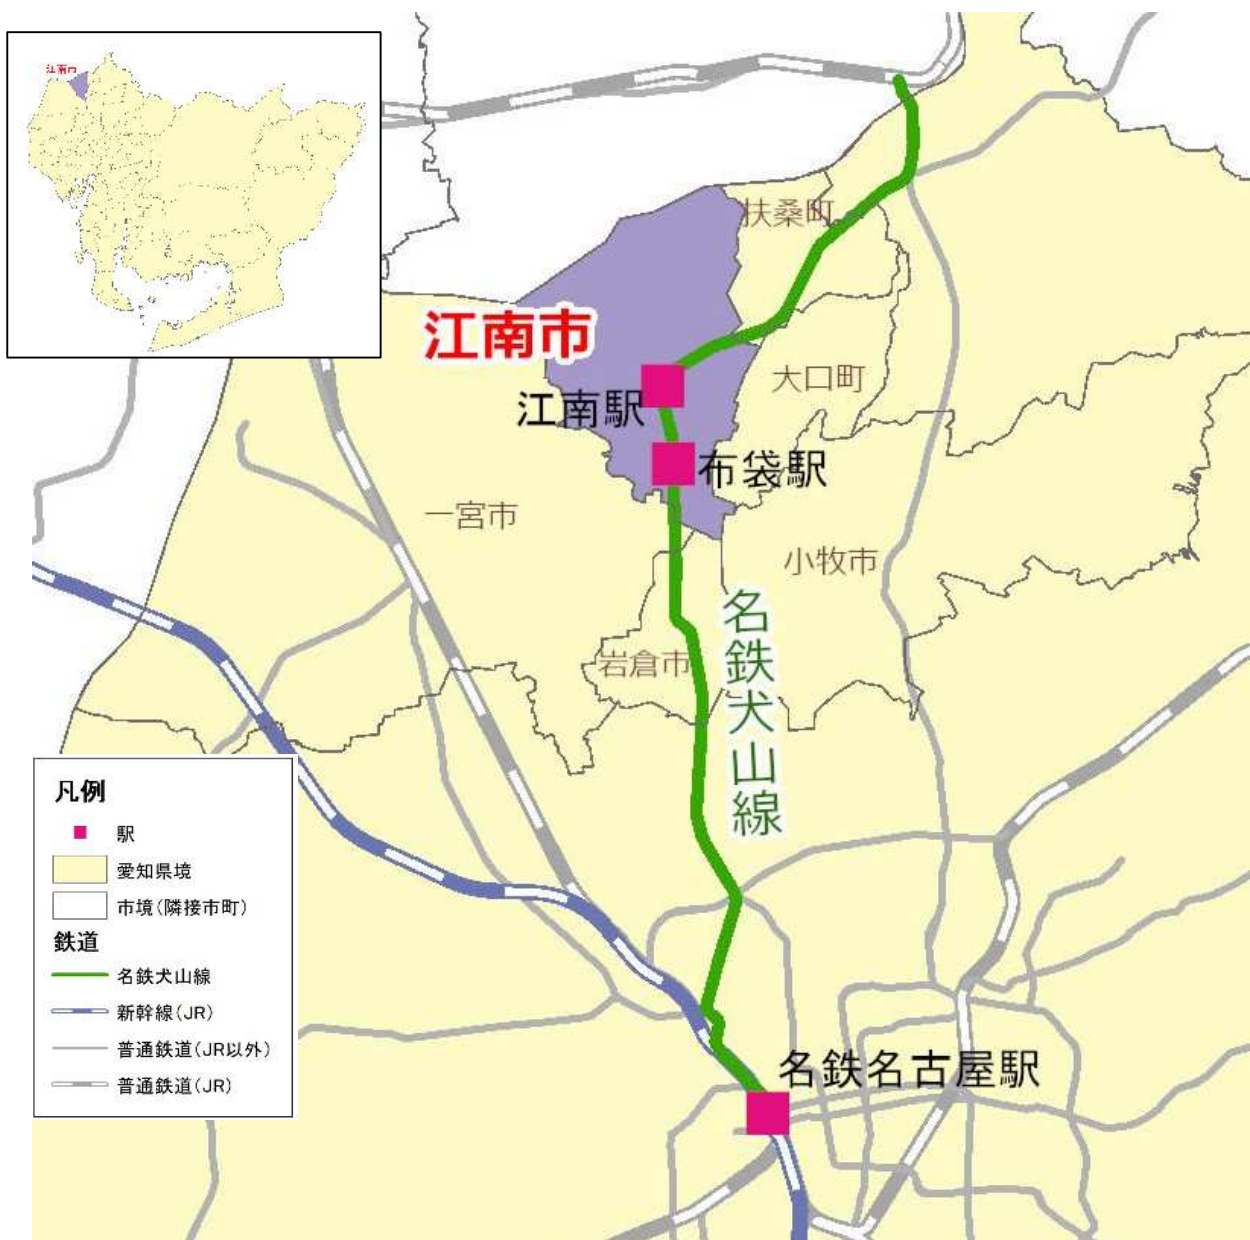 江南市
扶桑町
江南市
大口町
江南駅
布袋駅
一宮市
小牧市
名鉄犬山線
岩倉市
凡例
駅
愛知県境
市境(隣接市町)
鉄道
名鉄犬山線
新幹線(JR)
普通鉄道(JR以外)
普通鉄道(JR)
名鉄名古屋駅